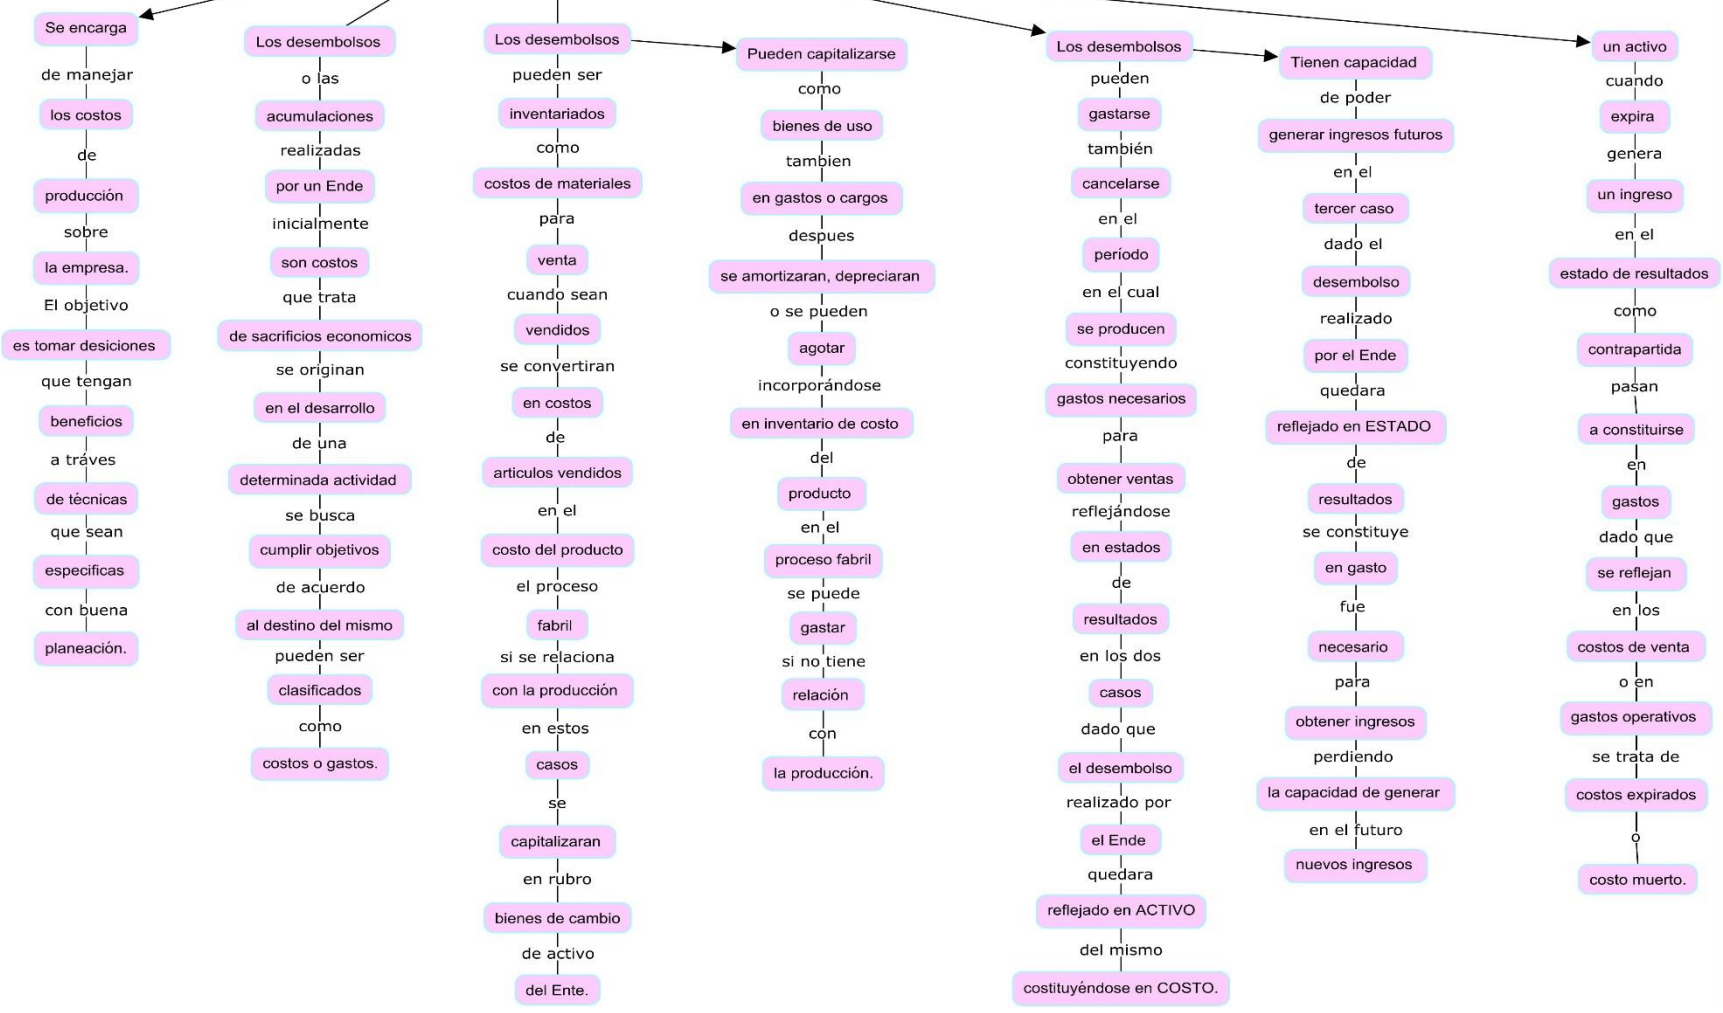 Se encarga
de manejar
los costos
de
producción
sobre
la empresa.
El objetivo
es tomar desiciones
que tengan
beneficios
a tráves
de técnicas
que sean
especificas
con buena
planeación.
Los desembolsos
o las
acumulaciones
realizadas
por un Ende
inicialmente
son costos
que trata
de sacrificios economicos
se originan
en el desarrollo
de una
determinada actividad
se busca
cumplir objetivos
de acuerdo
al destino del mismo
pueden ser
clasificados
como
costos o gastos.
Los desembolsos
pueden ser
inventariados
como
costos de materiales
para
venta
cuando sean
vendidos
se convertiran
en costos
de
articulos vendidos
en el
costo del producto
el proceso
fabril
si se relaciona
con la producción
en estos
casos
se
capitalizaran
en rubro
bienes de cambio
de activo
del Ente.
Pueden capitalizarse
como
bienes de uso
tambien
en gastos o cargos
despues
se amortizaran, depreciaran
o se pueden
agotar
incorporándose
en inventario de costo
del
producto
en el
proceso fabril
se puede
gastar
si no tiene
relación
con
la producción.
Los desembolsos
pueden
gastarse
también
cancelarse
en el
período
en el cual
se producen
constituyendo
gastos necesarios
para
obtener ventas
reflejándose
en estados
de
resultados
en los dos
casos
dado que
el desembolso
realizado por
el Ende
quedara
reflejado en ACTIVO
del mismo
costituyéndose en COSTO.
Tienen capacidad
de poder
generar ingresos futuros
en el
tercer caso
dado el
desembolso
realizado
por el Ende
quedara
reflejado en ESTADO
de
resultados
se constituye
en gasto
fue
necesario
para
obtener ingresos
perdiendo
la capacidad de generar
en el futuro
nuevos ingresos
un activo
cuando
expira
genera
un ingreso
en el
estado de resultados
como
contrapartida
pasan
a constituirse
en
gastos
dado que
se reflejan
en los
costos de venta
o en
gastos operativos
se trata de
costos expirados
o
costo muerto.